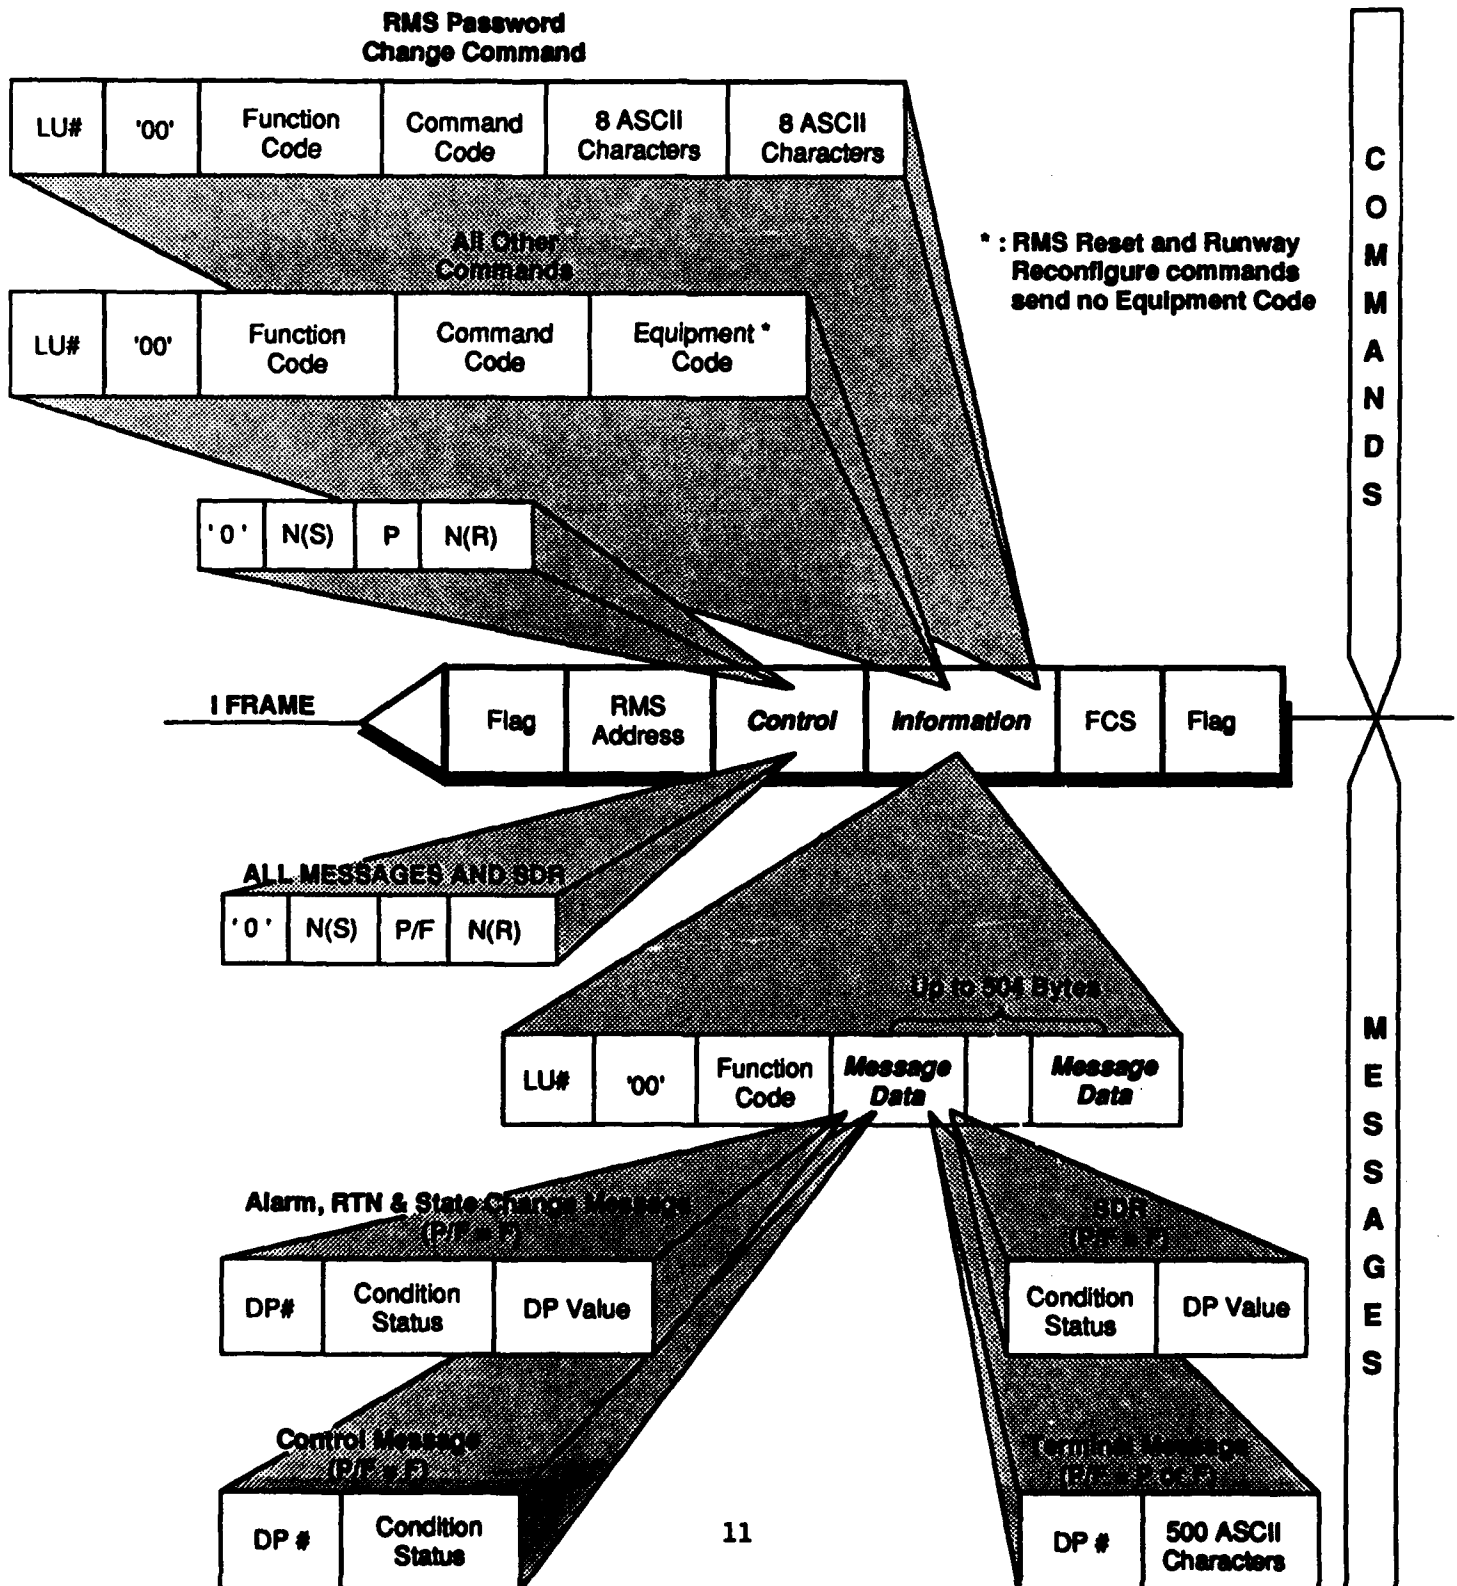 RMS Password
Change Command
LU# '00' Function Code Command Code 8 ASCII Characters 8 ASCII Characters
All Other
Commands
* : RMS Reset and Runway
Reconfigure commands
send no Equipment Code
LU# '00' Function Code Command Code Equipment * Code
' 0 ' N(S) P N(R)
COMMANDS
I FRAME
Flag RMS Address Control Information FCS Flag
ALL MESSAGES AND SDR
' 0 ' N(S) P/F N(R)
Up to 504 Bytes
LU# '00' Function Code Message Data Message Data
MESSAGES
Alarm, RTN & State Change Message
(P/F = F)
DP# Condition Status DP Value
SDR
(P/F = F)
Condition Status DP Value
Control Message
(P/F = F)
DP # Condition Status
Terminal Message
(P/F = P or F)
DP # 500 ASCII Characters
11